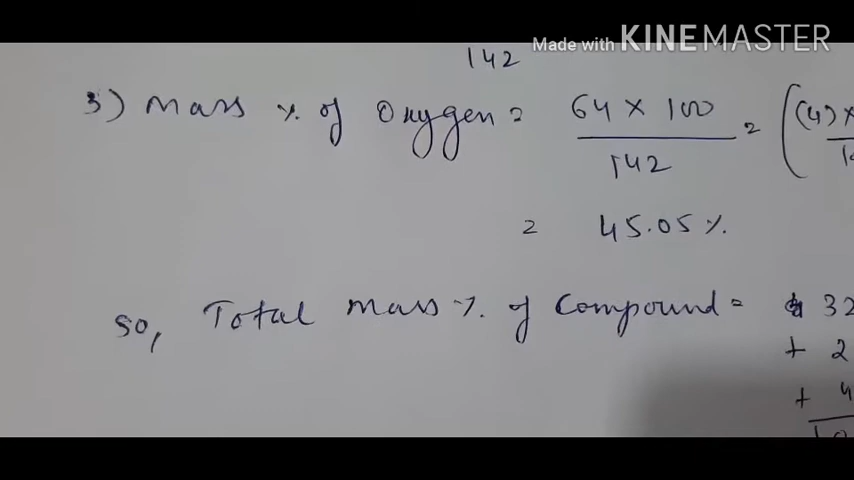 142
Made with KINEMASTER
3) Mass % of Oxygen = 64 × 100 = (4)×
142
= 45.05 %
so, Total Mass % of Compound = 32
+ 2
+ 4